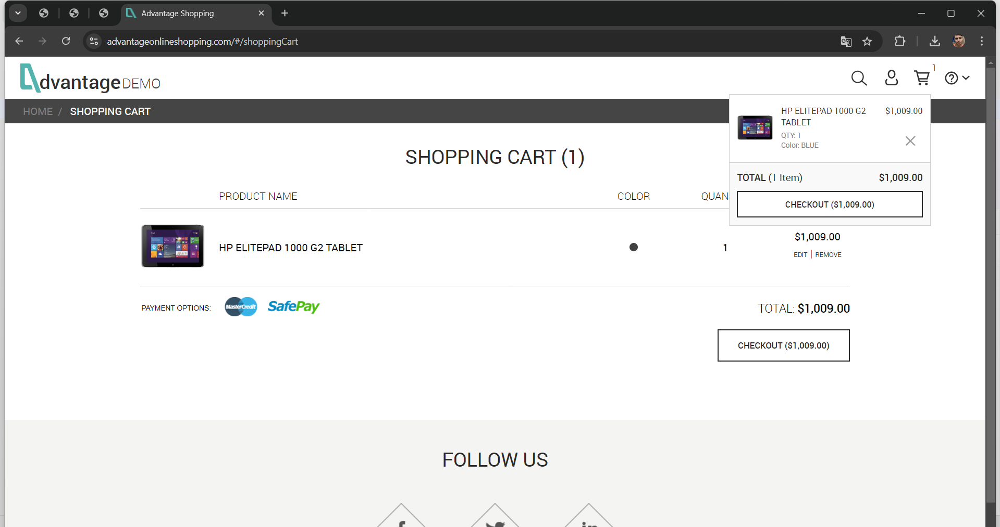 Advantage Shopping
advantageonlineshopping.com/#/shoppingCart
dvantage DEMO
1
HOME / SHOPPING CART
HP ELITEPAD 1000 G2 TABLET
$1,009.00
QTY: 1
Color: BLUE
TOTAL (1 Item) $1,009.00
CHECKOUT ($1,009.00)
SHOPPING CART (1)
PRODUCT NAME COLOR QUAN
HP ELITEPAD 1000 G2 TABLET 1 $1,009.00
EDIT | REMOVE
PAYMENT OPTIONS: MasterCredit SafePay TOTAL: $1,009.00
CHECKOUT ($1,009.00)
FOLLOW US